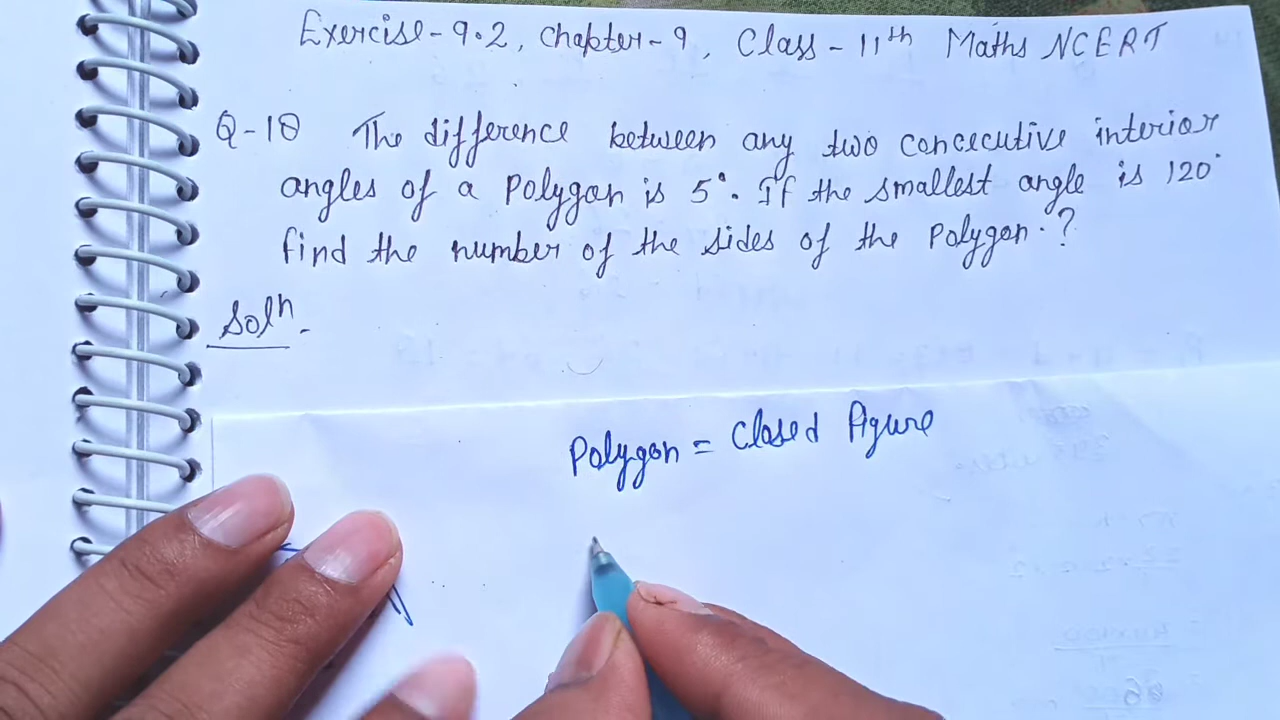 Exercise-9.2, Chapter-9, Class-11th Maths NCERT
Q-18 The difference between any two concecutive interior
angles of a Polygon is 5°. If the smallest angle is 120°
find the number of the sides of the Polygon.?
Solⁿ.
Polygon = Closed Figure